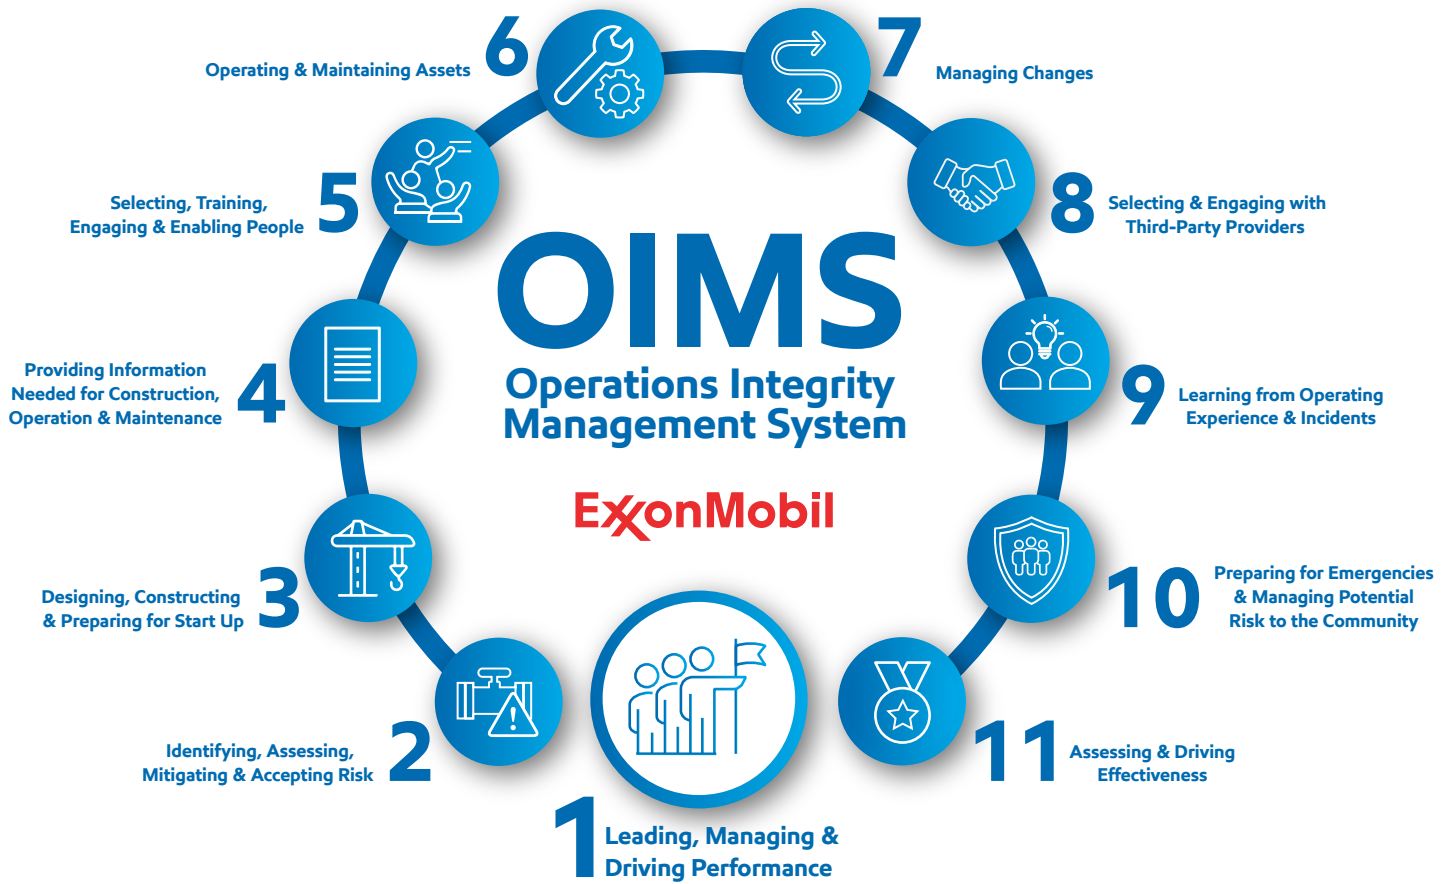 OIMS
Operations Integrity
Management System
ExxonMobil
1
Leading, Managing &
Driving Performance
2
Identifying, Assessing,
Mitigating & Accepting Risk
3
Designing, Constructing
& Preparing for Start Up
4
Providing Information
Needed for Construction,
Operation & Maintenance
5
Selecting, Training,
Engaging & Enabling People
6
Operating & Maintaining Assets
7
Managing Changes
8
Selecting & Engaging with
Third-Party Providers
9
Learning from Operating
Experience & Incidents
10
Preparing for Emergencies
& Managing Potential
Risk to the Community
11
Assessing & Driving
Effectiveness